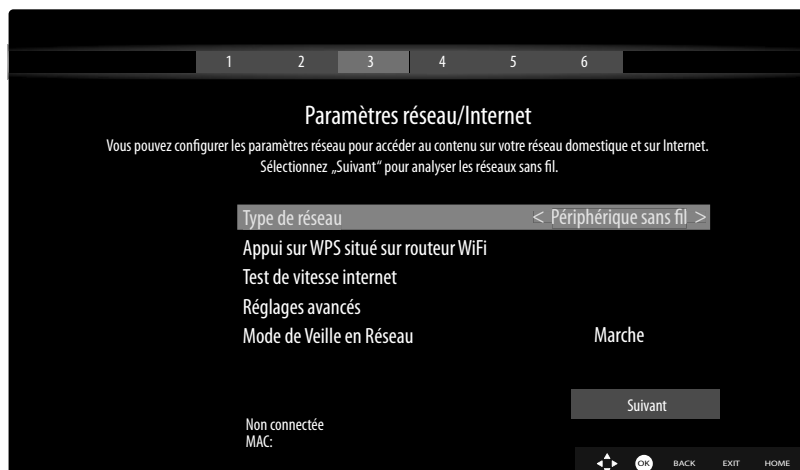 1 2 3 4 5 6
Paramètres réseau/Internet
Vous pouvez configurer les paramètres réseau pour accéder au contenu sur votre réseau domestique et sur Internet.
Sélectionnez „Suivant“ pour analyser les réseaux sans fil.
Type de réseau < Périphérique sans fil >
Appui sur WPS situé sur routeur WiFi
Test de vitesse internet
Réglages avancés
Mode de Veille en Réseau Marche
Suivant
Non connectée
MAC:
OK BACK EXIT HOME